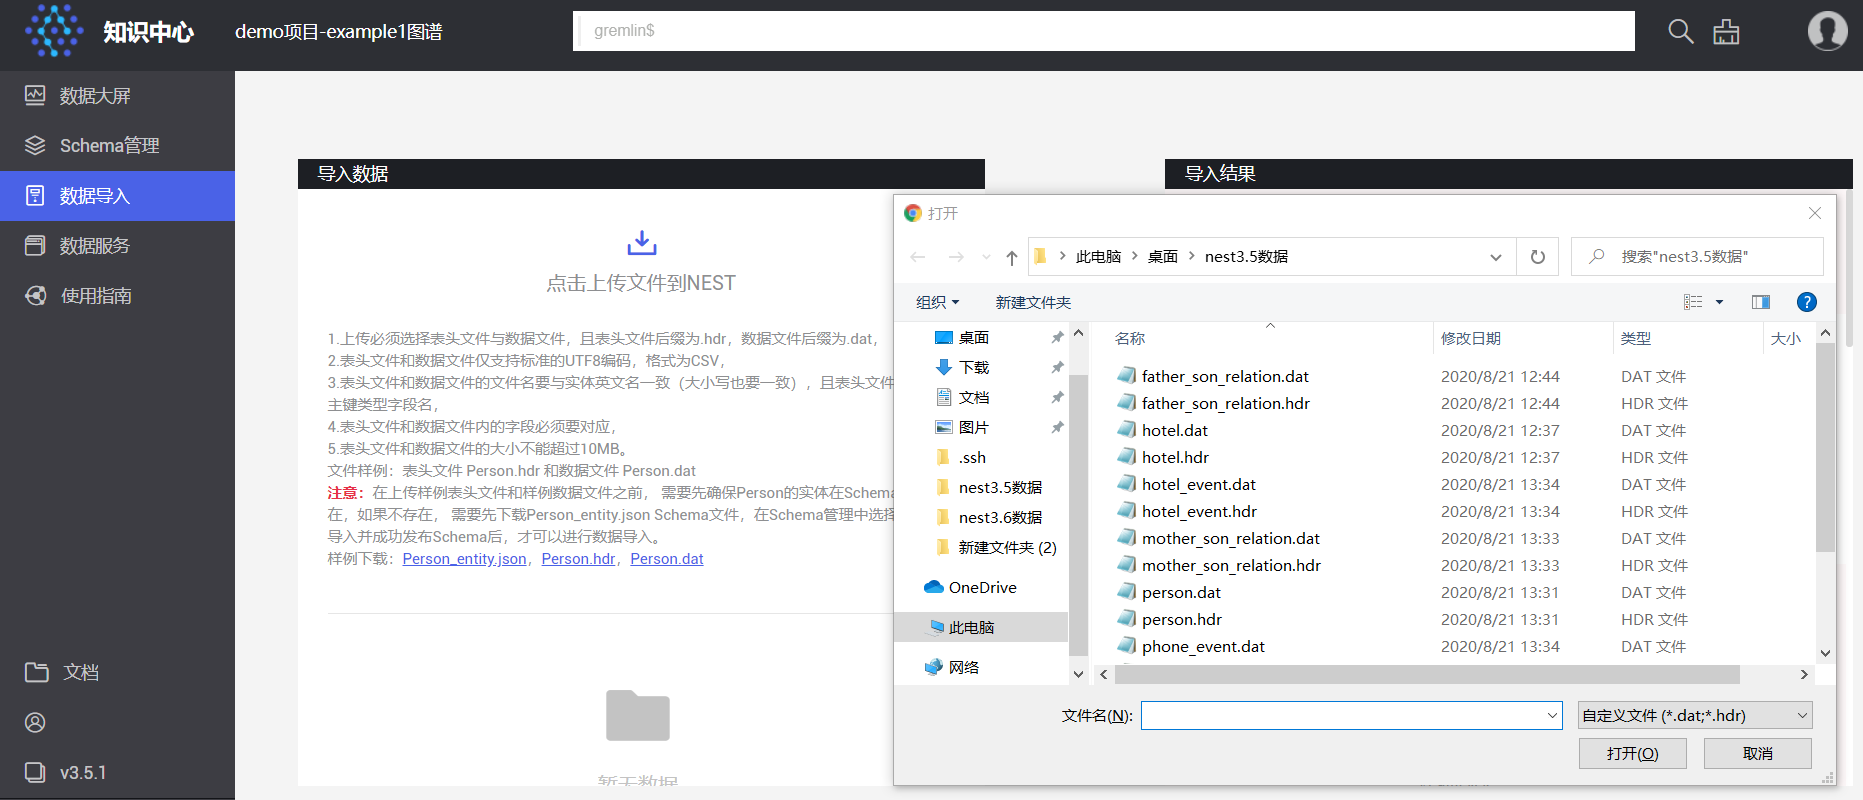 知识中心
demo项目-example1图谱
gremlin$
数据大屏
Schema管理
数据导入
数据服务
使用指南
文档
v3.5.1
导入数据
点击上传文件到NEST
1.上传必须选择表头文件与数据文件，且表头文件后缀为.hdr，数据文件后缀为.dat，
2.表头文件和数据文件仅支持标准的UTF8编码，格式为CSV，
3.表头文件和数据文件的文件名要与实体英文名一致（大小写也要一致），且表头文件
主键类型字段名，
4.表头文件和数据文件内的字段必须要对应，
5.表头文件和数据文件的大小不能超过10MB。
文件样例：表头文件 Person.hdr 和数据文件 Person.dat
注意：在上传样例表头文件和样例数据文件之前， 需要先确保Person的实体在Schema
在，如果不存在， 需要先下载Person_entity.json Schema文件，在Schema管理中选择
导入并成功发布Schema后，才可以进行数据导入。
样例下载：Person_entity.json，Person.hdr，Person.dat
暂无数据
导入结果
打开
此电脑 桌面 nest3.5数据
搜索"nest3.5数据"
组织 新建文件夹
桌面
下载
文档
图片
.ssh
nest3.5数据
nest3.6数据
新建文件夹 (2)
OneDrive
此电脑
网络
名称 修改日期 类型 大小
father_son_relation.dat 2020/8/21 12:44 DAT 文件
father_son_relation.hdr 2020/8/21 12:44 HDR 文件
hotel.dat 2020/8/21 12:37 DAT 文件
hotel.hdr 2020/8/21 12:37 HDR 文件
hotel_event.dat 2020/8/21 13:34 DAT 文件
hotel_event.hdr 2020/8/21 13:34 HDR 文件
mother_son_relation.dat 2020/8/21 13:33 DAT 文件
mother_son_relation.hdr 2020/8/21 13:33 HDR 文件
person.dat 2020/8/21 13:31 DAT 文件
person.hdr 2020/8/21 13:31 HDR 文件
phone_event.dat 2020/8/21 13:34 DAT 文件
文件名(N):
自定义文件 (*.dat;*.hdr)
打开(O) 取消